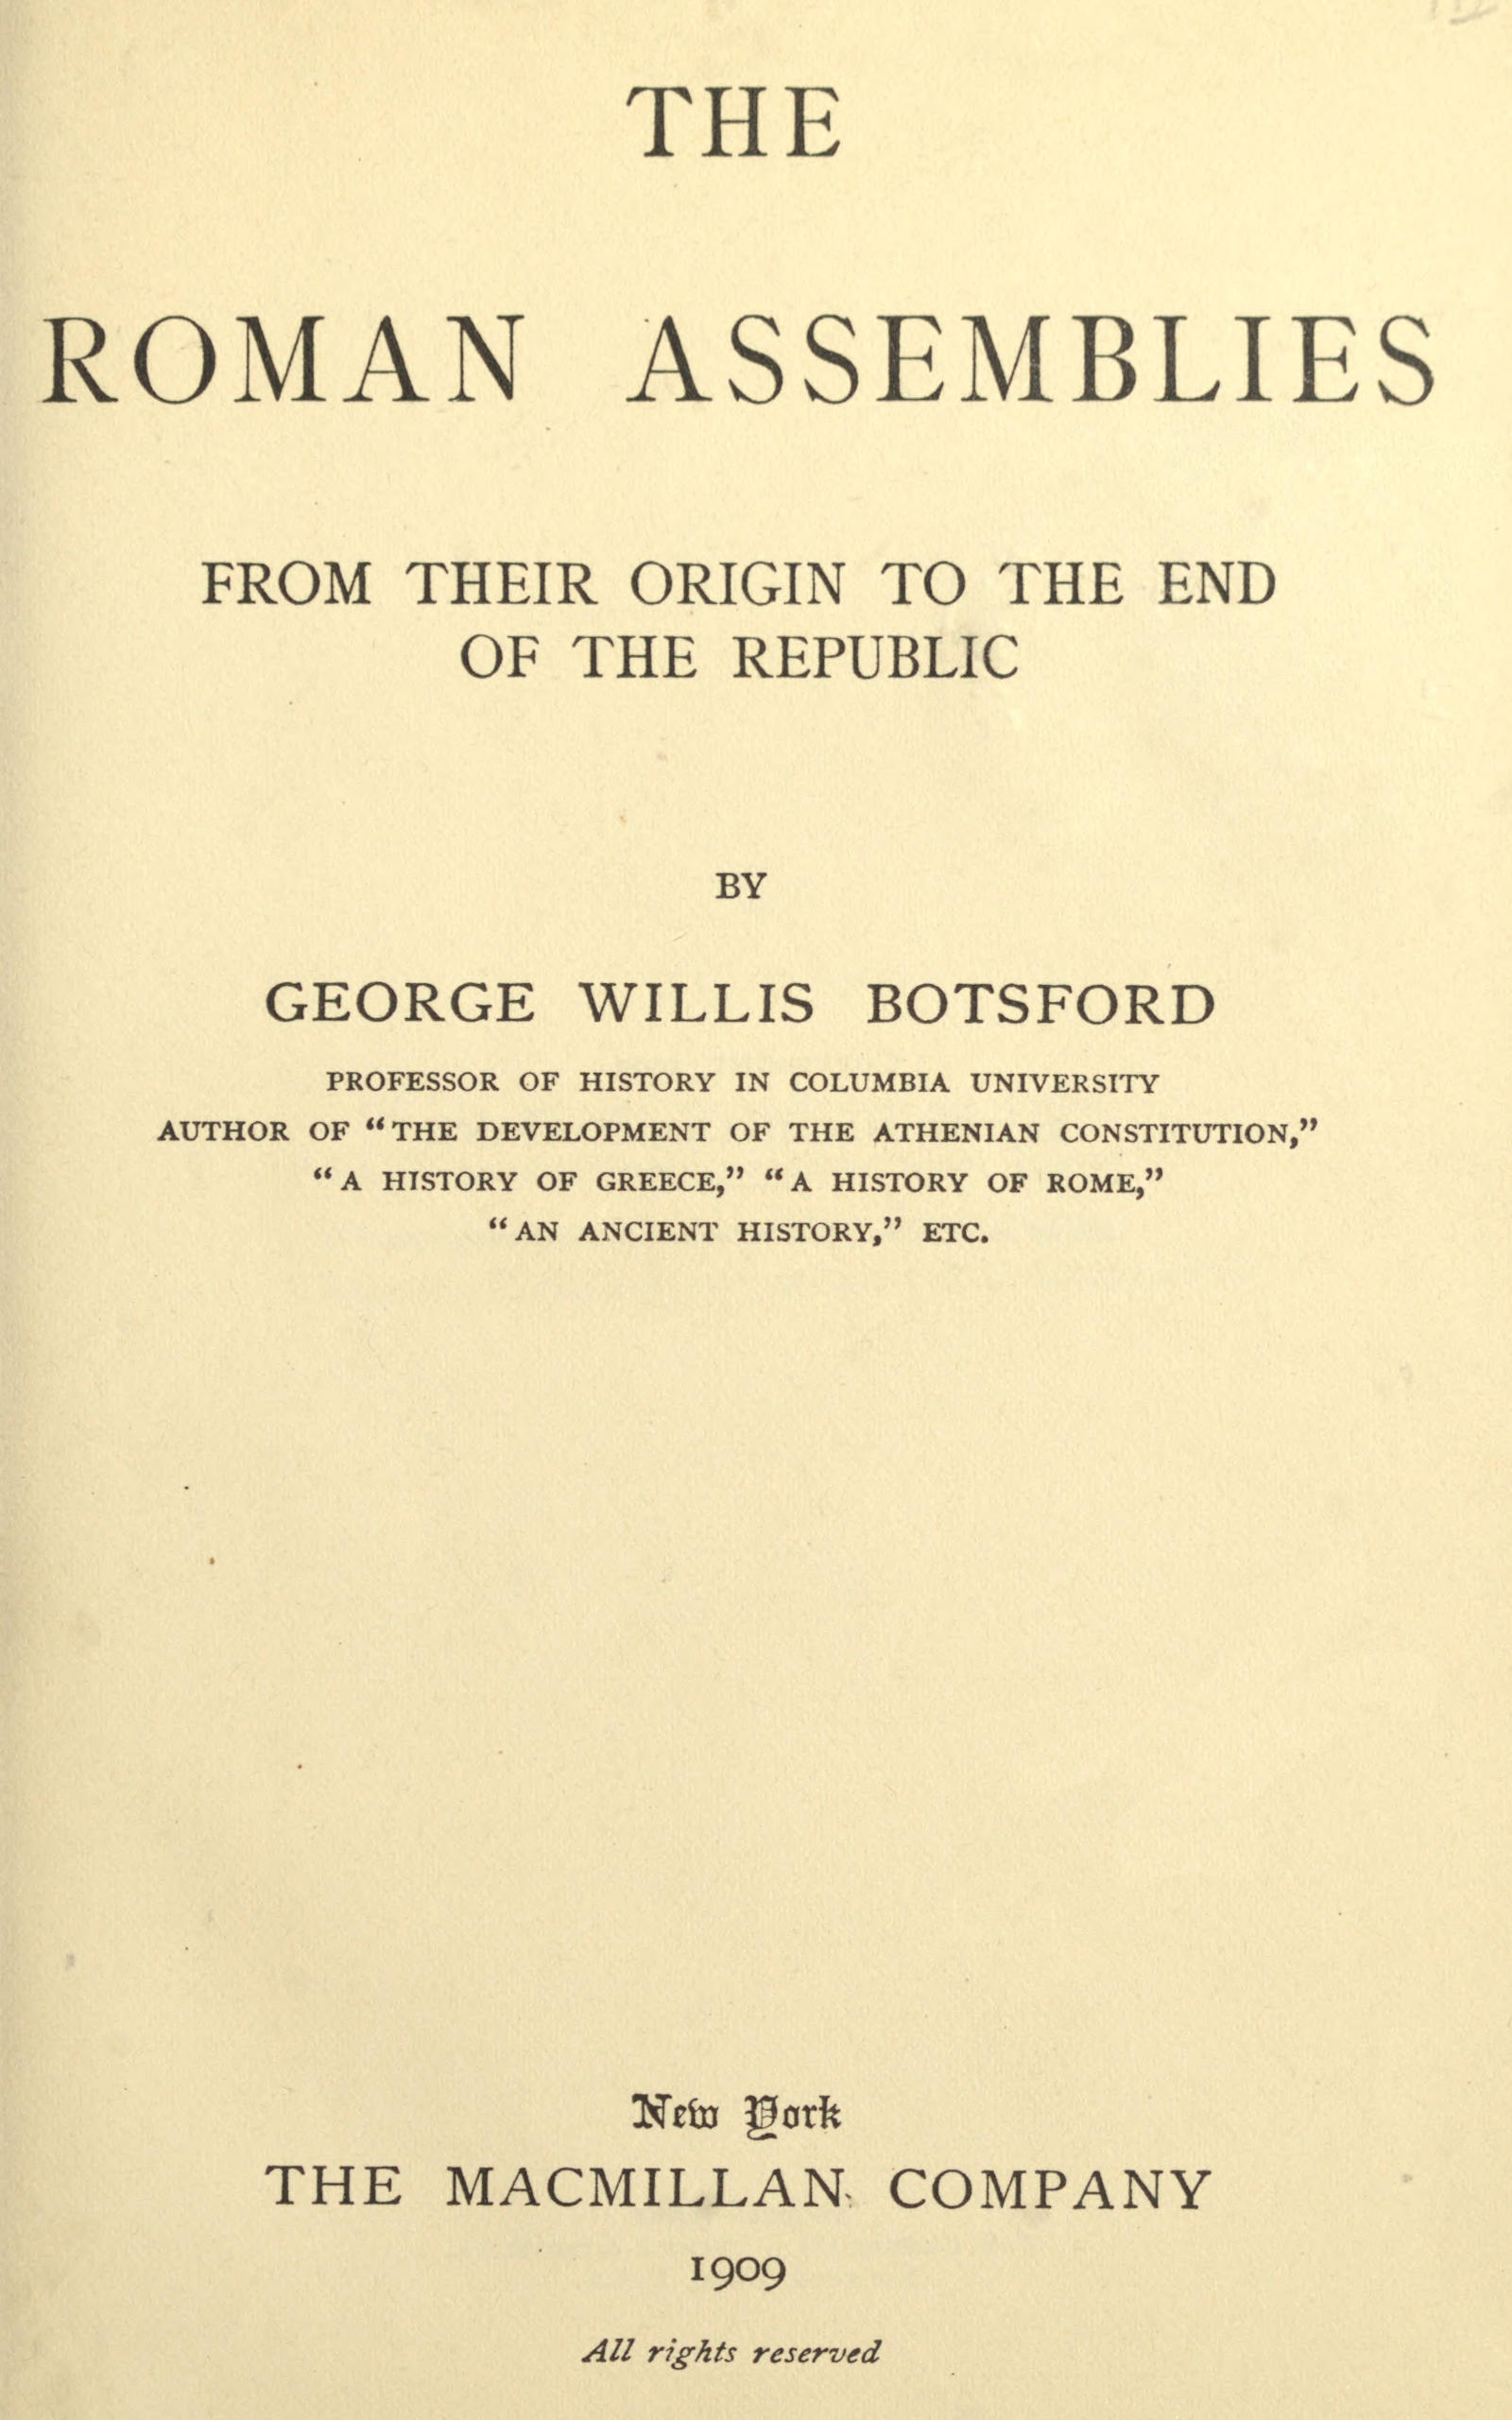 THE
ROMAN ASSEMBLIES
FROM THEIR ORIGIN TO THE END
OF THE REPUBLIC
BY
GEORGE WILLIS BOTSFORD
PROFESSOR OF HISTORY IN COLUMBIA UNIVERSITY
AUTHOR OF “THE DEVELOPMENT OF THE ATHENIAN CONSTITUTION,”
“A HISTORY OF GREECE,” “A HISTORY OF ROME,”
“AN ANCIENT HISTORY,” ETC.
New York
THE MACMILLAN COMPANY
1909
All rights reserved